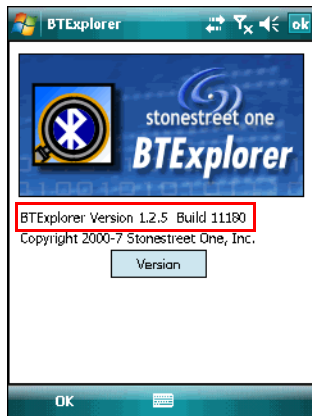 BTExplorer
ok
stonestreet one
BTExplorer
BTExplorer Version 1.2.5 Build 11180
Copyright 2000-7 Stonestreet One, Inc.
Version
OK